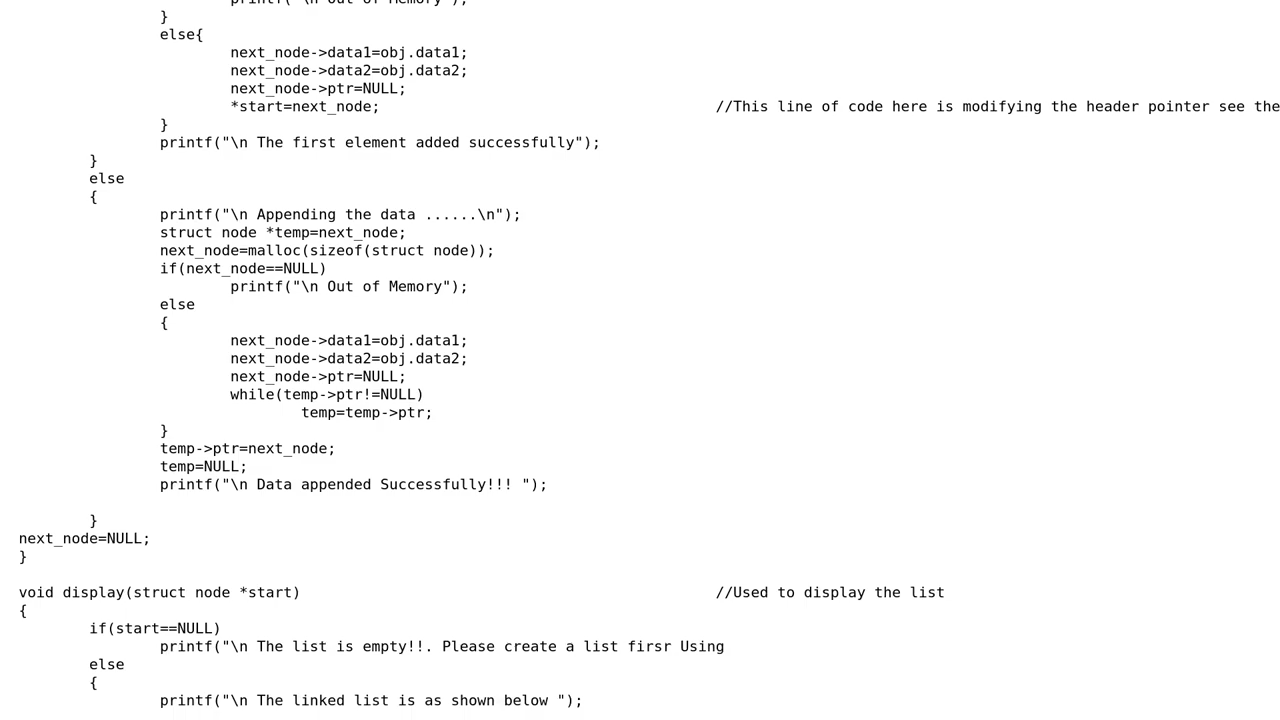 printf("\n Out of Memory");
}
else{
next_node->data1=obj.data1;
next_node->data2=obj.data2;
next_node->ptr=NULL;
*start=next_node; //This line of code here is modifying the header pointer see the
}
printf("\n The first element added successfully");
}
else
{
printf("\n Appending the data ......\n");
struct node *temp=next_node;
next_node=malloc(sizeof(struct node));
if(next_node==NULL)
printf("\n Out of Memory");
else
{
next_node->data1=obj.data1;
next_node->data2=obj.data2;
next_node->ptr=NULL;
while(temp->ptr!=NULL)
temp=temp->ptr;
}
temp->ptr=next_node;
temp=NULL;
printf("\n Data appended Successfully!!! ");
}
next_node=NULL;
}
void display(struct node *start) //Used to display the list
{
if(start==NULL)
printf("\n The list is empty!!. Please create a list firsr Using
else
{
printf("\n The linked list is as shown below ");